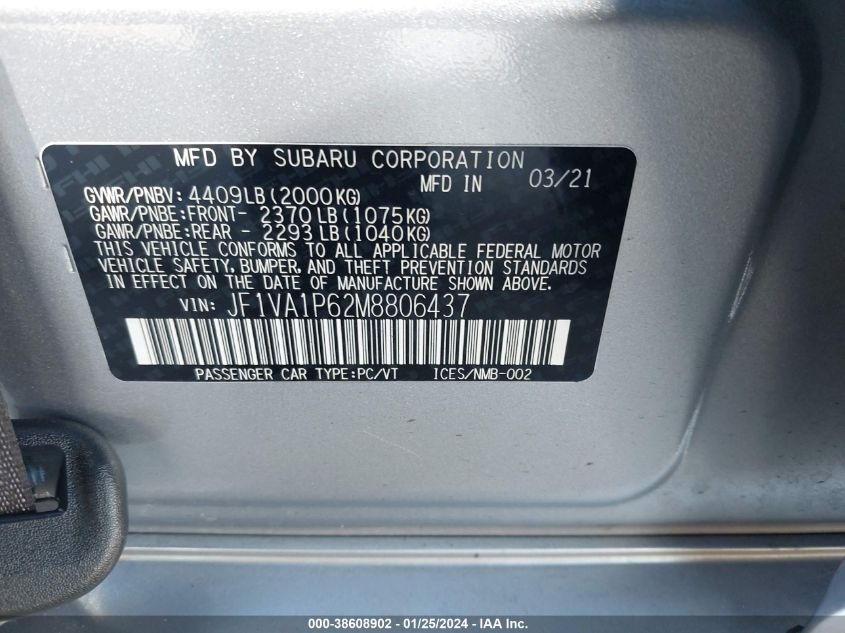 MFD BY SUBARU CORPORATION
MFD IN 03/21
GVWR/PNBV: 4409LB(2000KG)
GAWR/PNBE:FRONT- 2370LB(1075KG)
GAWR/PNBE:REAR - 2293LB(1040KG)
THIS VEHICLE CONFORMS TO ALL APPLICABLE FEDERAL MOTOR
VEHICLE SAFETY, BUMPER, AND THEFT PREVENTION STANDARDS
IN EFFECT ON THE DATE OF MANUFACTURE SHOWN ABOVE.
VIN: JF1VA1P62M8806437
PASSENGER CAR TYPE:PC/VT ICES/NMB-002
000-38608902 - 01/25/2024 - IAA Inc.